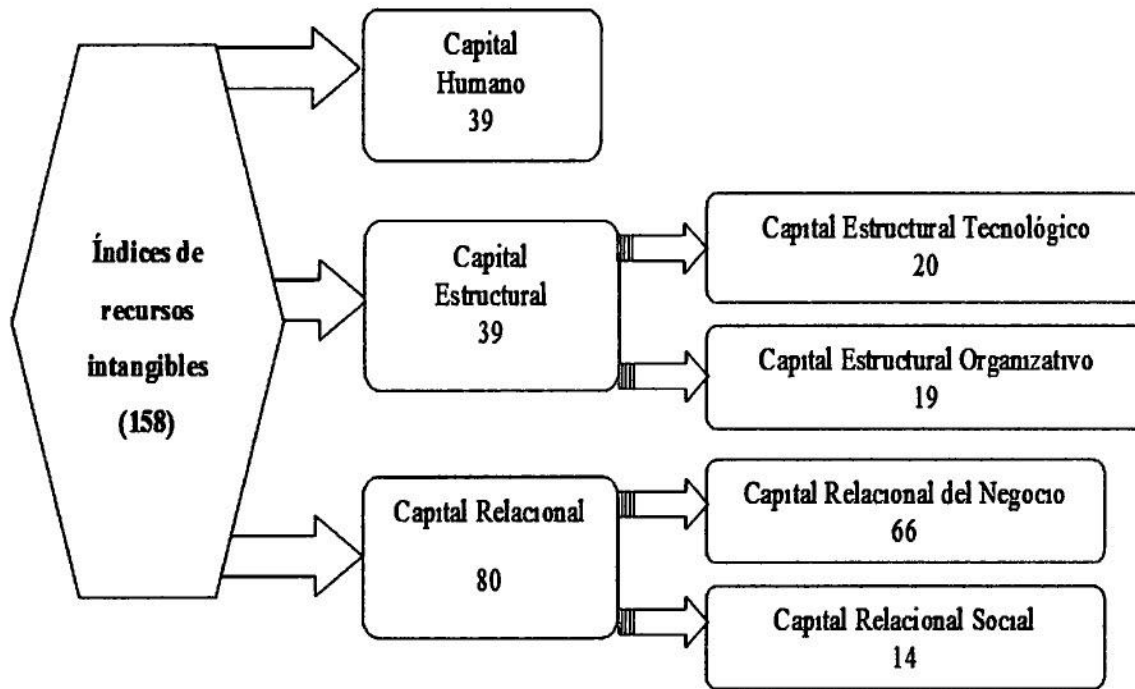 Índices de
recursos
intangibles
(158)
Capital
Humano
39
Capital
Estructural
39
Capital Estructural Tecnológico
20
Capital Estructural Organizativo
19
Capital Relacional
80
Capital Relacional del Negocio
66
Capital Relacional Social
14